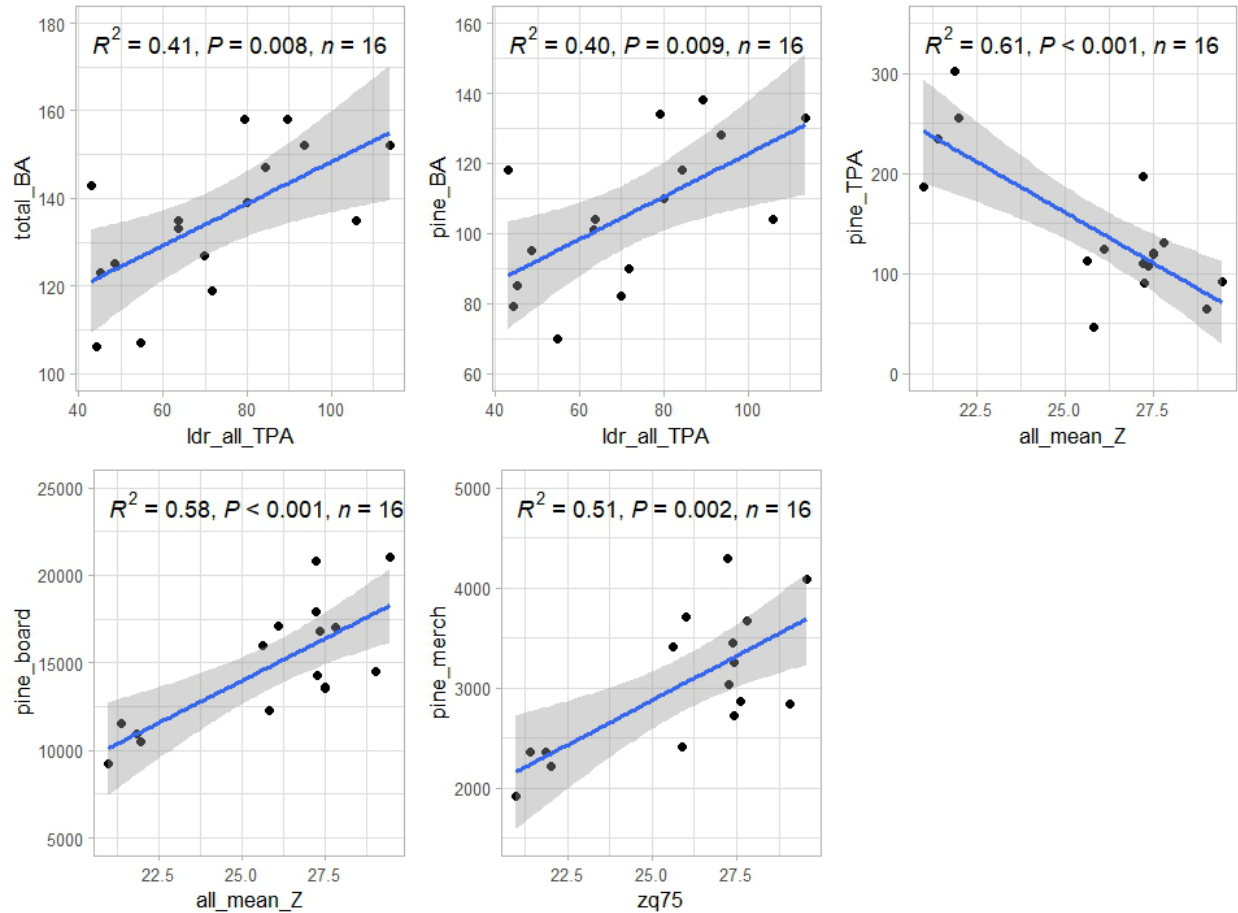 R² = 0.41, P = 0.008, n = 16
180
160
140
120
100
total_BA
40 60 80 100
ldr_all_TPA
R² = 0.40, P = 0.009, n = 16
160
140
120
100
80
60
pine_BA
40 60 80 100
ldr_all_TPA
R² = 0.61, P < 0.001, n = 16
300
200
100
0
pine_TPA
22.5 25.0 27.5
all_mean_Z
R² = 0.58, P < 0.001, n = 16
25000
20000
15000
10000
5000
pine_board
22.5 25.0 27.5
all_mean_Z
R² = 0.51, P = 0.002, n = 16
5000
4000
3000
2000
pine_merch
22.5 25.0 27.5
zq75